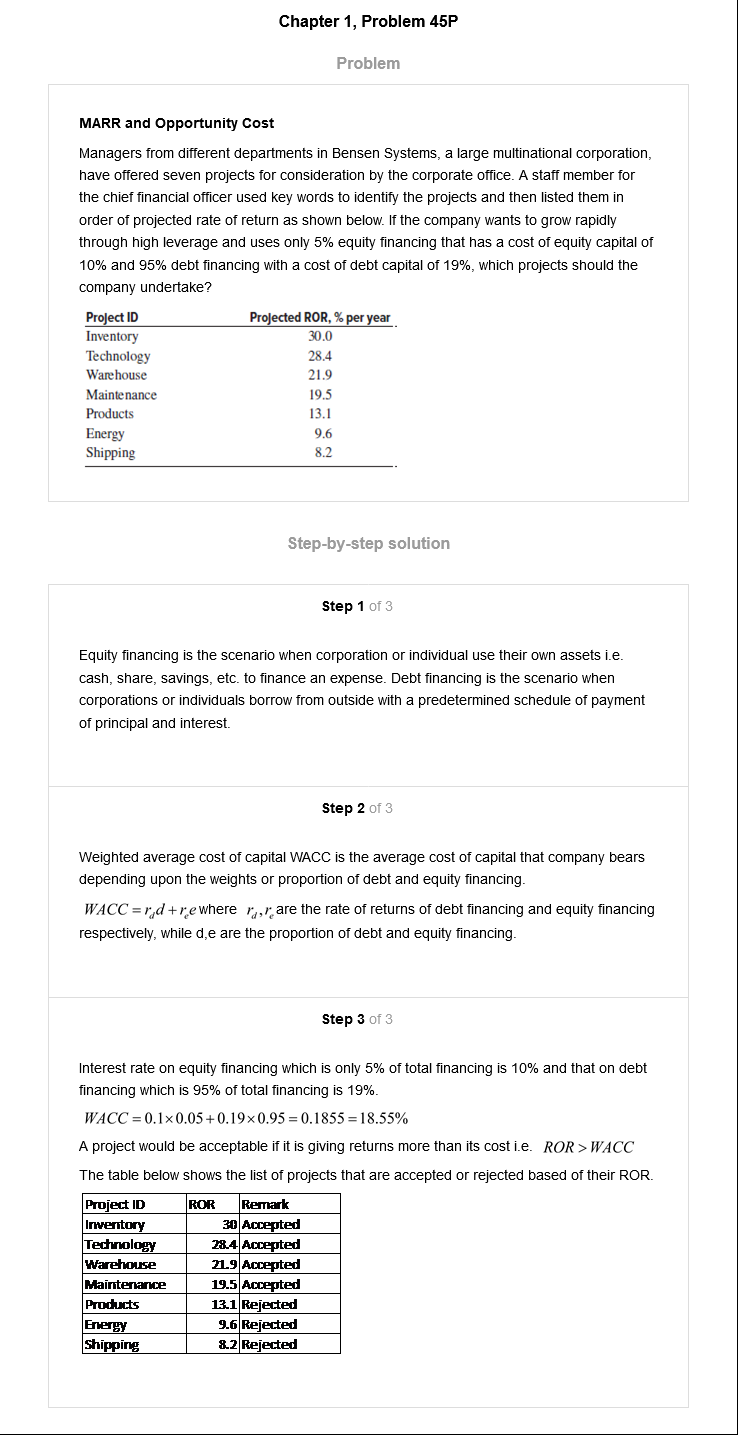 Chapter 1, Problem 45P
Problem
MARR and Opportunity Cost
Managers from different departments in Bensen Systems, a large multinational corporation,
have offered seven projects for consideration by the corporate office. A staff member for
the chief financial officer used key words to identify the projects and then listed them in
order of projected rate of return as shown below. If the company wants to grow rapidly
through high leverage and uses only 5% equity financing that has a cost of equity capital of
10% and 95% debt financing with a cost of debt capital of 19%, which projects should the
company undertake?
Project ID Projected ROR, % per year
Inventory 30.0
Technology 28.4
Warehouse 21.9
Maintenance 19.5
Products 13.1
Energy 9.6
Shipping 8.2
Step-by-step solution
Step 1 of 3
Equity financing is the scenario when corporation or individual use their own assets i.e.
cash, share, savings, etc. to finance an expense. Debt financing is the scenario when
corporations or individuals borrow from outside with a predetermined schedule of payment
of principal and interest.
Step 2 of 3
Weighted average cost of capital WACC is the average cost of capital that company bears
depending upon the weights or proportion of debt and equity financing.
WACC = r_d d + r_e e where r_d, r_e are the rate of returns of debt financing and equity financing
respectively, while d,e are the proportion of debt and equity financing.
Step 3 of 3
Interest rate on equity financing which is only 5% of total financing is 10% and that on debt
financing which is 95% of total financing is 19%.
WACC = 0.1×0.05+0.19×0.95 = 0.1855 = 18.55%
A project would be acceptable if it is giving returns more than its cost i.e. ROR > WACC
The table below shows the list of projects that are accepted or rejected based of their ROR.
Project ID ROR Remark
Inventory 30 Accepted
Technology 28.4 Accepted
Warehouse 21.9 Accepted
Maintenance 19.5 Accepted
Products 13.1 Rejected
Energy 9.6 Rejected
Shipping 8.2 Rejected